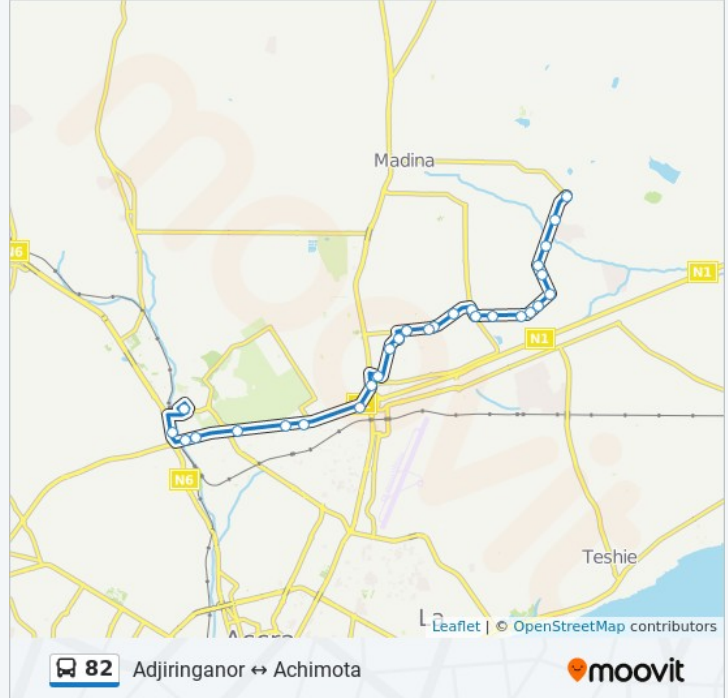 Madina
N6
N1
N1
N6
Teshie
La
Accra
Leaflet | © OpenStreetMap contributors
82 Adjiringanor ↔ Achimota
moovit